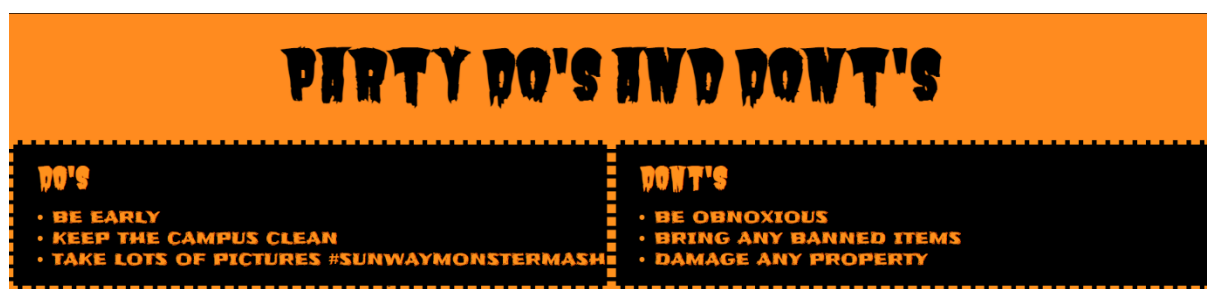 PARTY DO'S AND DONT'S
DO'S
• BE EARLY
• KEEP THE CAMPUS CLEAN
• TAKE LOTS OF PICTURES #SUNWAYMONSTERMASH
DONT'S
• BE OBNOXIOUS
• BRING ANY BANNED ITEMS
• DAMAGE ANY PROPERTY